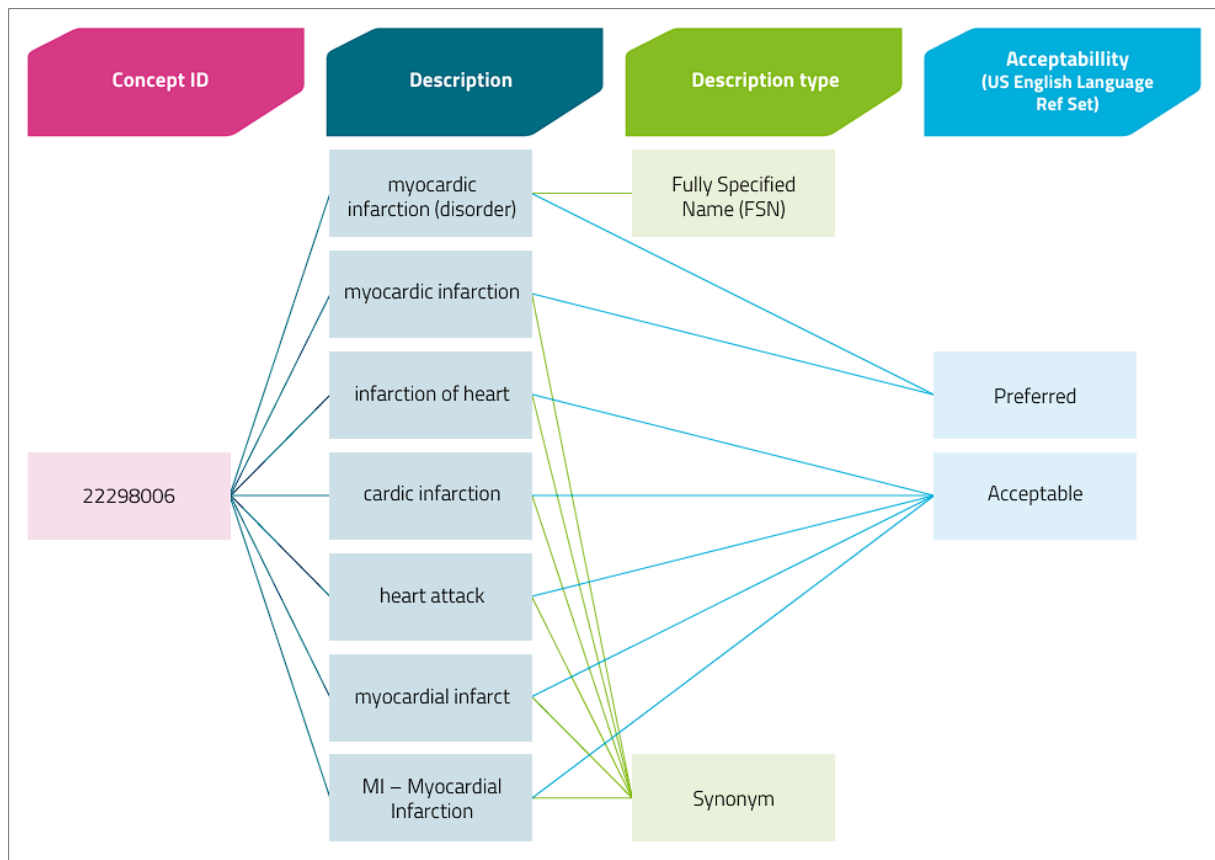 Concept ID
Description
Description type
Acceptabillity
(US English Language
Ref Set)
myocardic
infarction (disorder)
Fully Specified
Name (FSN)
myocardic infarction
infarction of heart
Preferred
22298006
cardic infarction
Acceptable
heart attack
myocardial infarct
MI – Myocardial
Infarction
Synonym